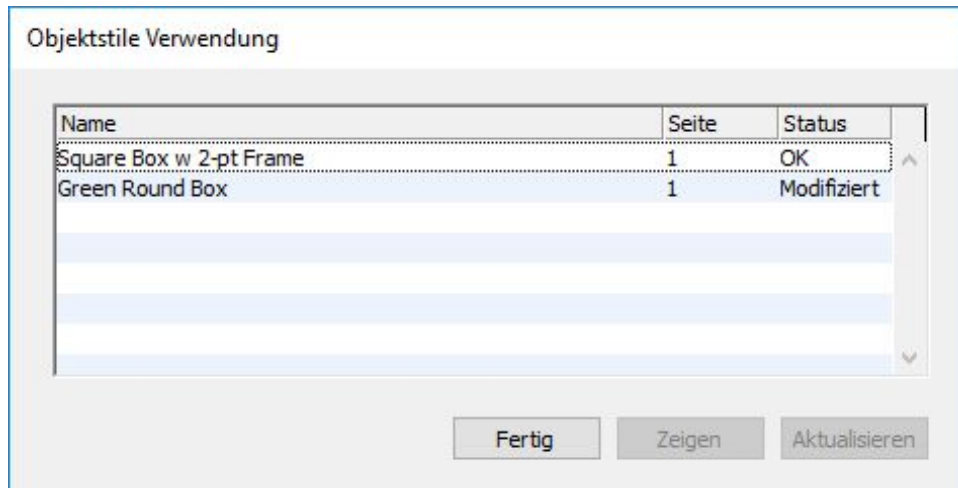 Objektstile Verwendung
Name Seite Status
Square Box w 2-pt Frame 1 OK
Green Round Box 1 Modifiziert
Fertig Zeigen Aktualisieren